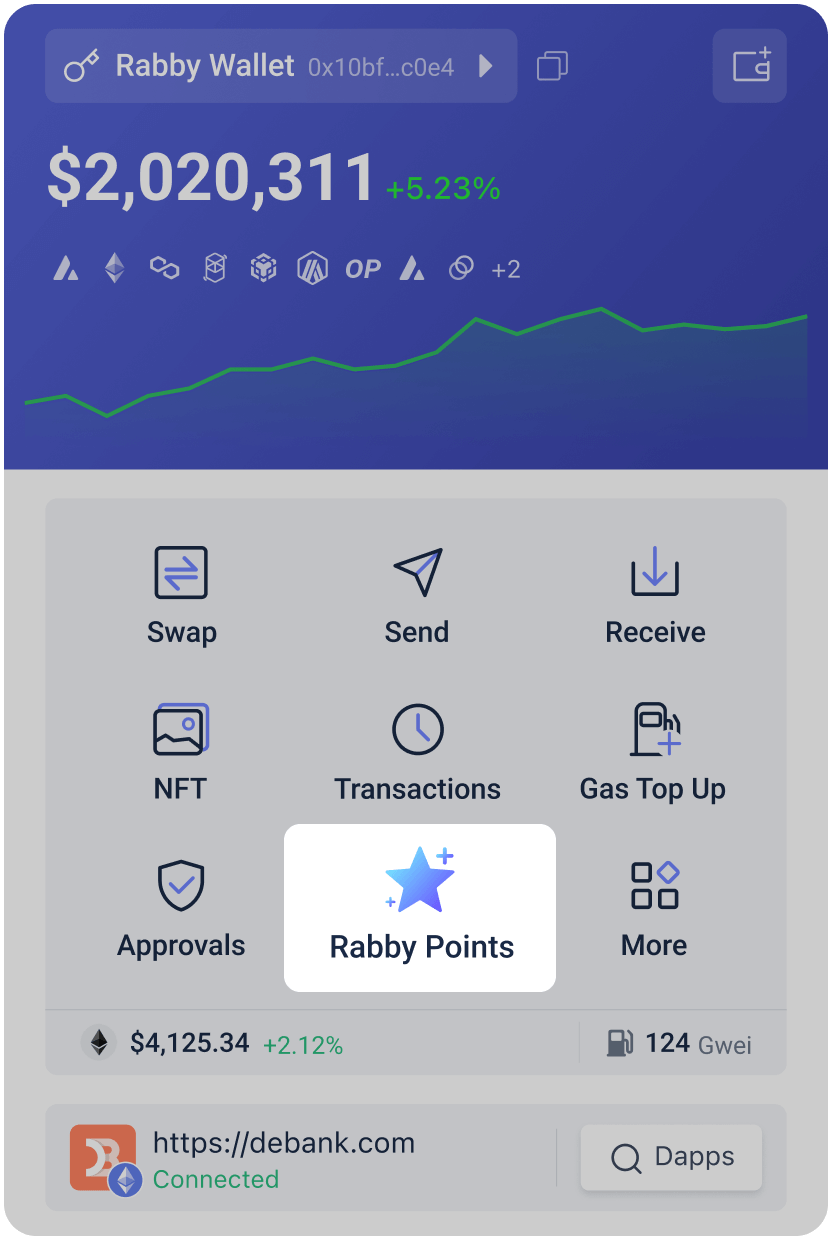 Rabby Wallet 0x10bf...c0e4
$2,020,311 +5.23%
OP +2
Swap Send Receive
NFT Transactions Gas Top Up
Approvals Rabby Points More
$4,125.34 +2.12% 124 Gwei
https://debank.com
Connected
Dapps